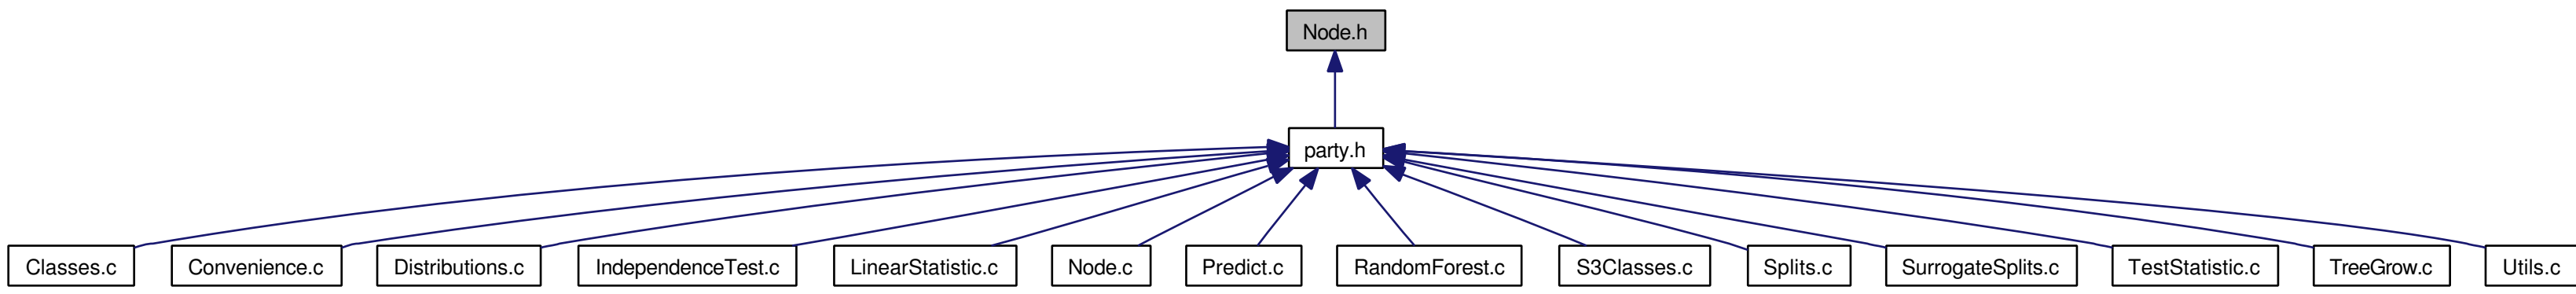 Node.h
party.h
Classes.c
Convenience.c
Distributions.c
IndependenceTest.c
LinearStatistic.c
Node.c
Predict.c
RandomForest.c
S3Classes.c
Splits.c
SurrogateSplits.c
TestStatistic.c
TreeGrow.c
Utils.c